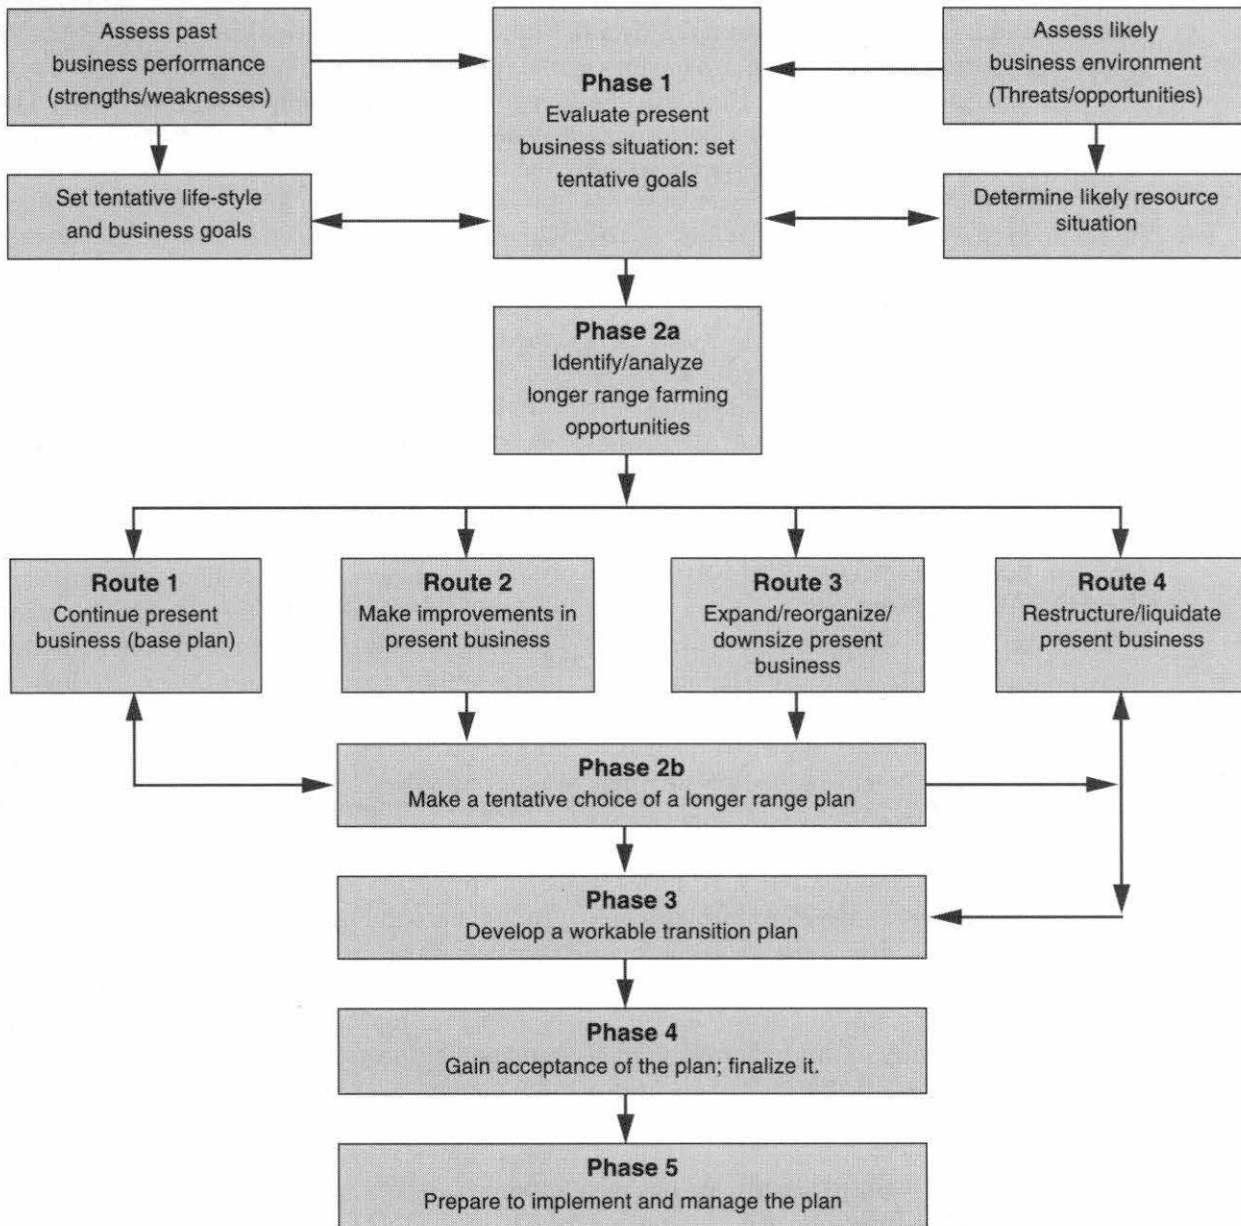 Assess past
business performance
(strengths/weaknesses)
Phase 1
Evaluate present
business situation: set
tentative goals
Assess likely
business environment
(Threats/opportunities)
Set tentative life-style
and business goals
Determine likely resource
situation
Phase 2a
Identify/analyze
longer range farming
opportunities
Route 1
Continue present
business (base plan)
Route 2
Make improvements in
present business
Route 3
Expand/reorganize/
downsize present
business
Route 4
Restructure/liquidate
present business
Phase 2b
Make a tentative choice of a longer range plan
Phase 3
Develop a workable transition plan
Phase 4
Gain acceptance of the plan; finalize it.
Phase 5
Prepare to implement and manage the plan